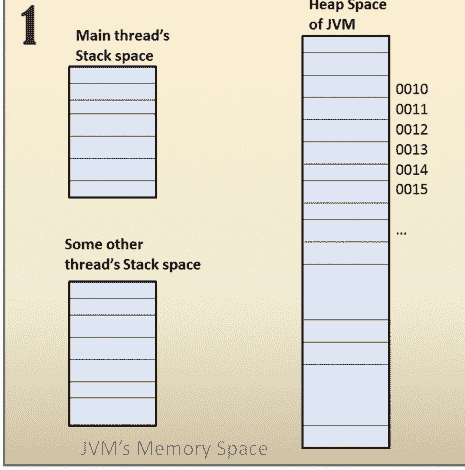 1
Main thread's
Stack space
Heap Space
of JVM
0010
0011
0012
0013
0014
0015
...
Some other
thread's Stack space
JVM's Memory Space